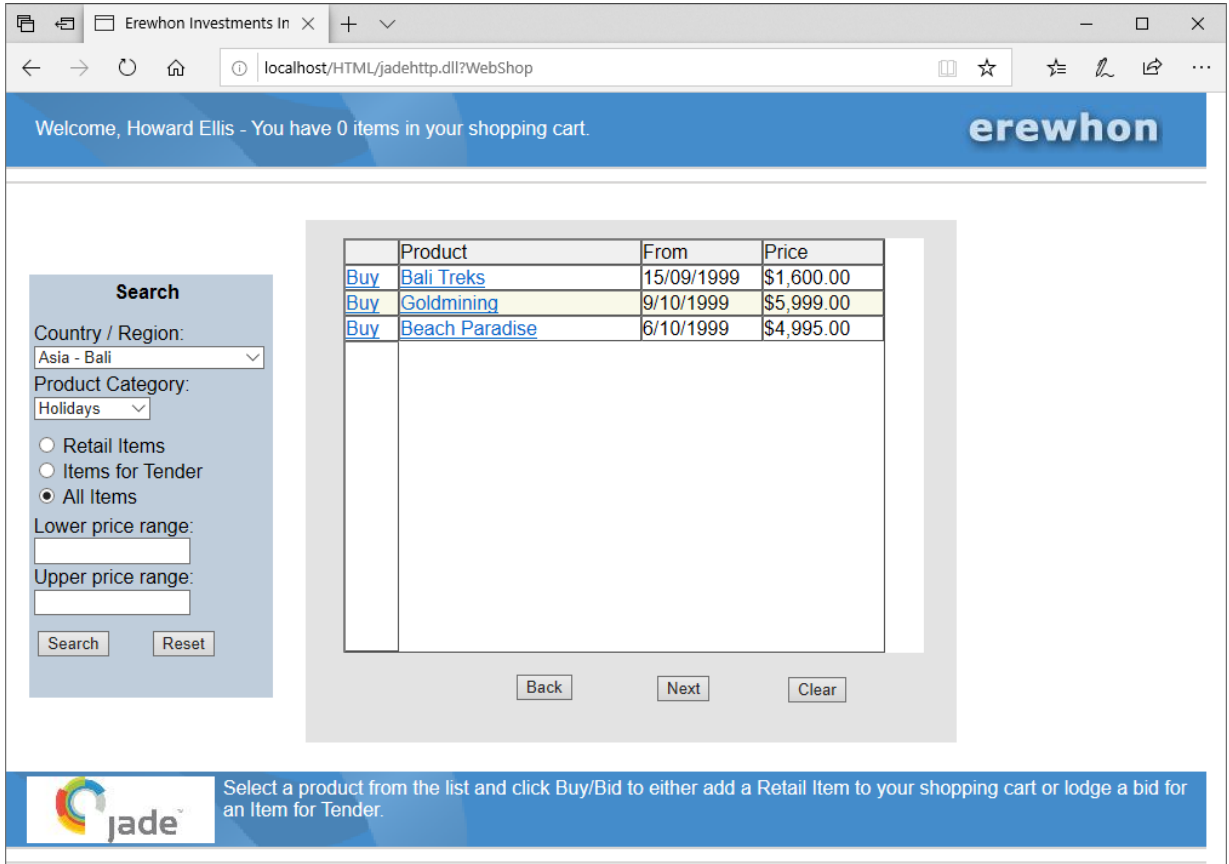 Erewhon Investments In
localhost/HTML/jadehttp.dll?WebShop
Welcome, Howard Ellis - You have 0 items in your shopping cart.
erewhon
Search
Country / Region:
Asia - Bali
Product Category:
Holidays
Retail Items
Items for Tender
All Items
Lower price range:
Upper price range:
Search Reset
Product From Price
Buy Bali Treks 15/09/1999 $1,600.00
Buy Goldmining 9/10/1999 $5,999.00
Buy Beach Paradise 6/10/1999 $4,995.00
Back Next Clear
jade
Select a product from the list and click Buy/Bid to either add a Retail Item to your shopping cart or lodge a bid for
an Item for Tender.